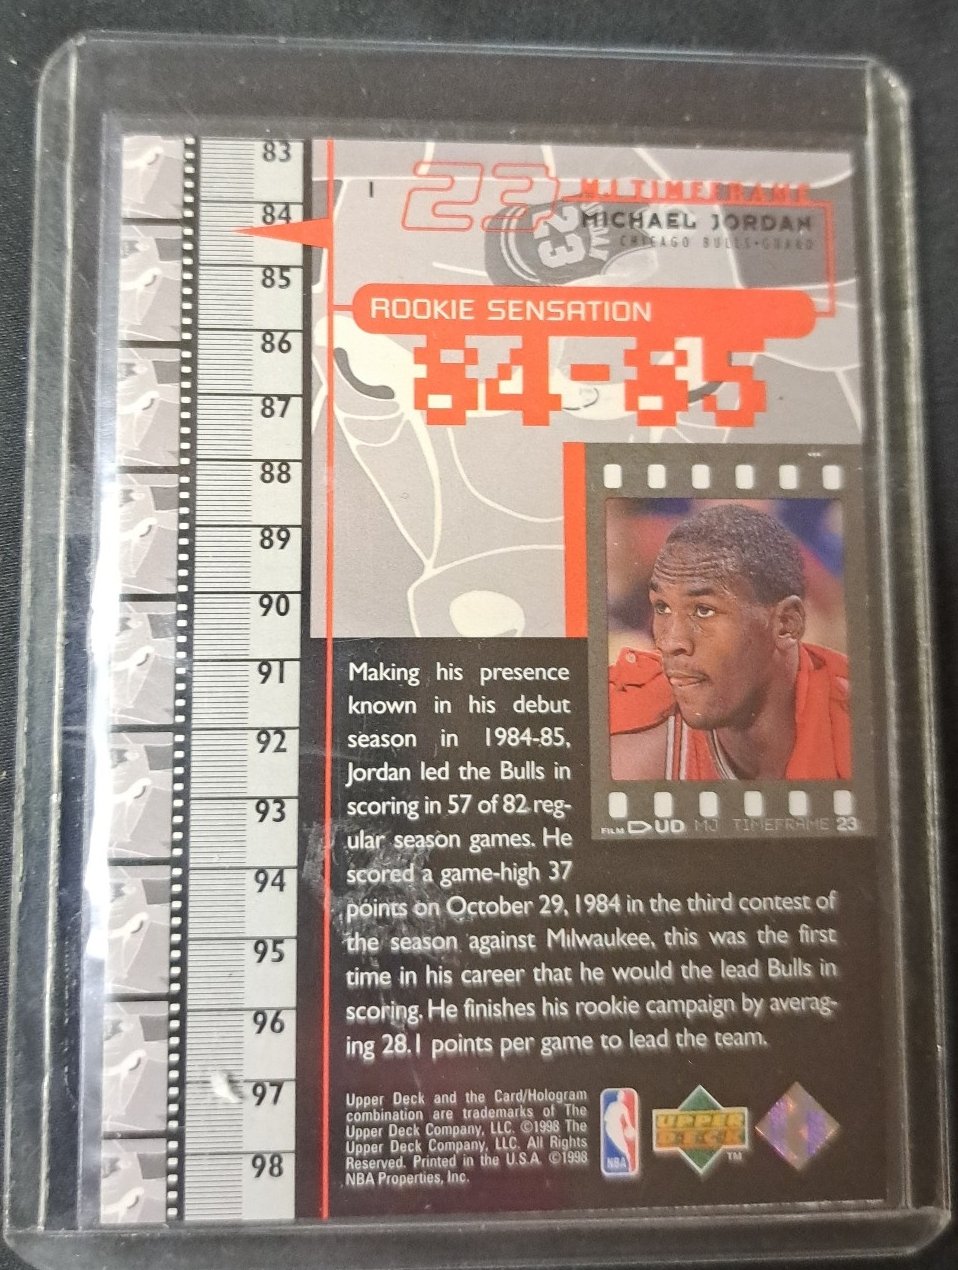 83
84
85
86
87
88
89
90
91
92
93
94
95
96
97
98
1
23
MJ TIMEFRAME
MICHAEL JORDAN
CHICAGO BULLS•GUARD
23
ROOKIE SENSATION
84-85
Making his presence
known in his debut
season in 1984-85,
Jordan led the Bulls in
scoring in 57 of 82 reg-
ular season games. He
scored a game-high 37
points on October 29, 1984 in the third contest of
the season against Milwaukee, this was the first
time in his career that he would the lead Bulls in
scoring. He finishes his rookie campaign by averag-
ing 28.1 points per game to lead the team.
FILM UD MJ TIMEFRAME 23
Upper Deck and the Card/Hologram
combination are trademarks of The
Upper Deck Company, LLC. ©1998 The
Upper Deck Company, LLC. All Rights
Reserved. Printed in the U.S.A. ©1998
NBA Properties, Inc.
NBA
UPPER
DECK
TM